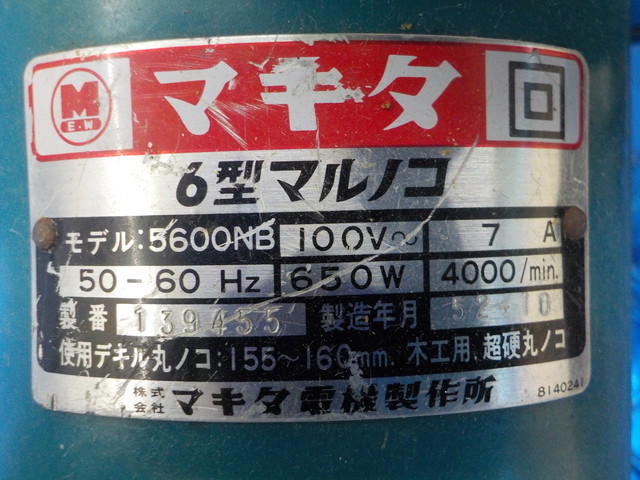 M
E.W
マキタ
6型マルノコ
モデル:5600NB 100V~ 7 A
50-60 Hz 650W 4000/min.
製番 139455 製造年月 52-10
使用デキル丸ノコ:155~160mm. 木工用 超硬丸ノコ
株式会社 マキタ電機製作所
8140241